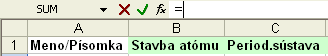 SUM fx =
A B C
1 Meno/Písomka Stavba atómu Period.sústava